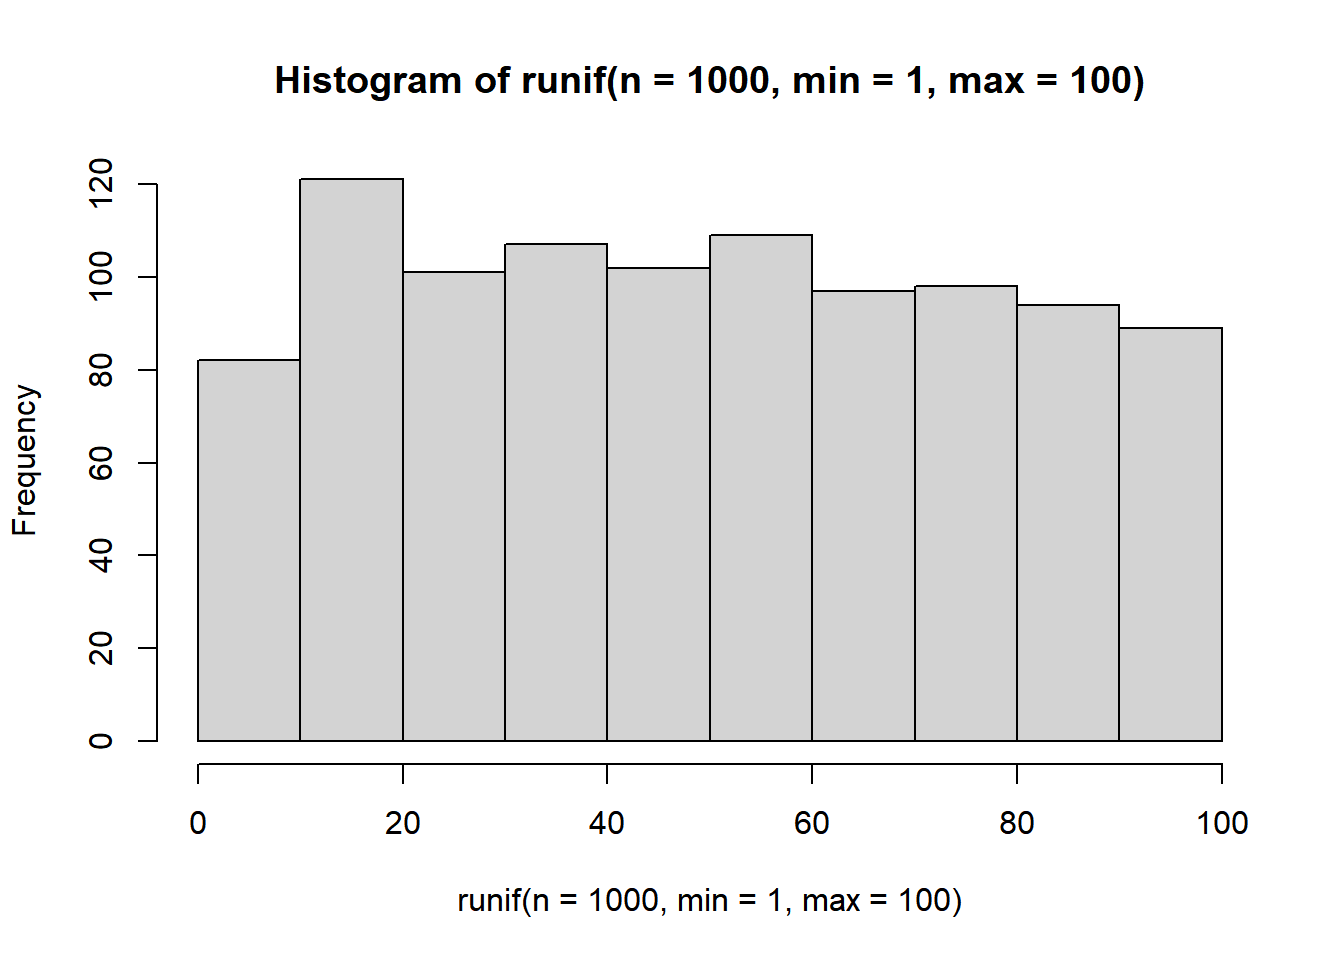 Histogram of runif(n = 1000, min = 1, max = 100)
Frequency
120
100
80
60
40
20
0
0 20 40 60 80 100
runif(n = 1000, min = 1, max = 100)